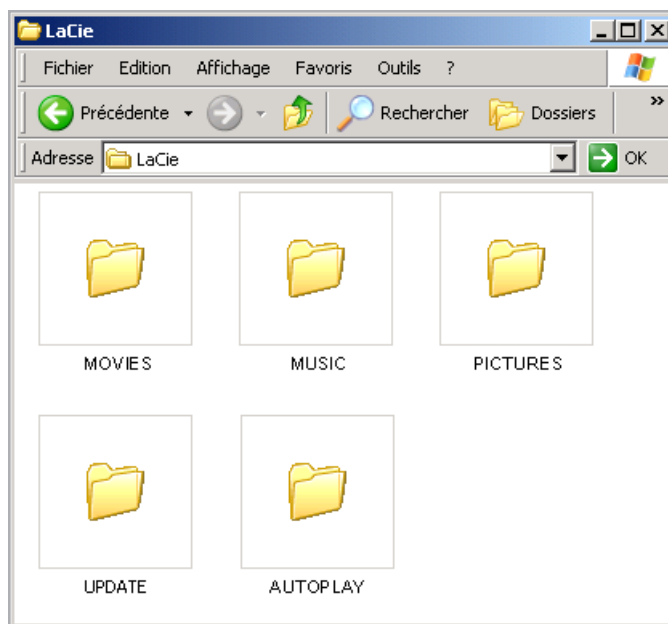 LaCie
Fichier Edition Affichage Favoris Outils ?
Précédente Rechercher Dossiers »
Adresse LaCie OK
MOVIES MUSIC PICTURES
UPDATE AUTOPLAY